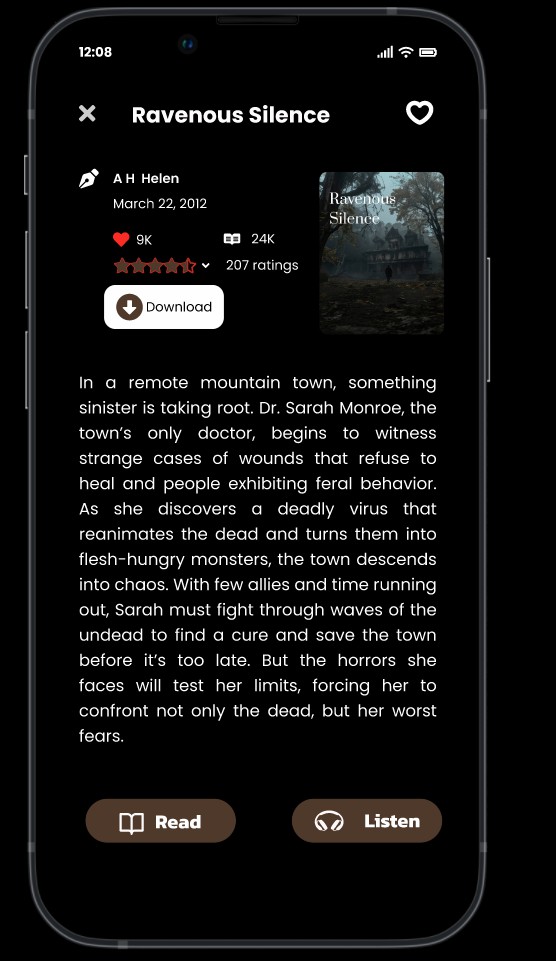 12:08
Ravenous Silence
A H Helen
March 22, 2012
9K
24K
207 ratings
Download
Ravenous
Silence
In a remote mountain town, something
sinister is taking root. Dr. Sarah Monroe, the
town’s only doctor, begins to witness
strange cases of wounds that refuse to
heal and people exhibiting feral behavior.
As she discovers a deadly virus that
reanimates the dead and turns them into
flesh-hungry monsters, the town descends
into chaos. With few allies and time running
out, Sarah must fight through waves of the
undead to find a cure and save the town
before it’s too late. But the horrors she
faces will test her limits, forcing her to
confront not only the dead, but her worst
fears.
Read
Listen